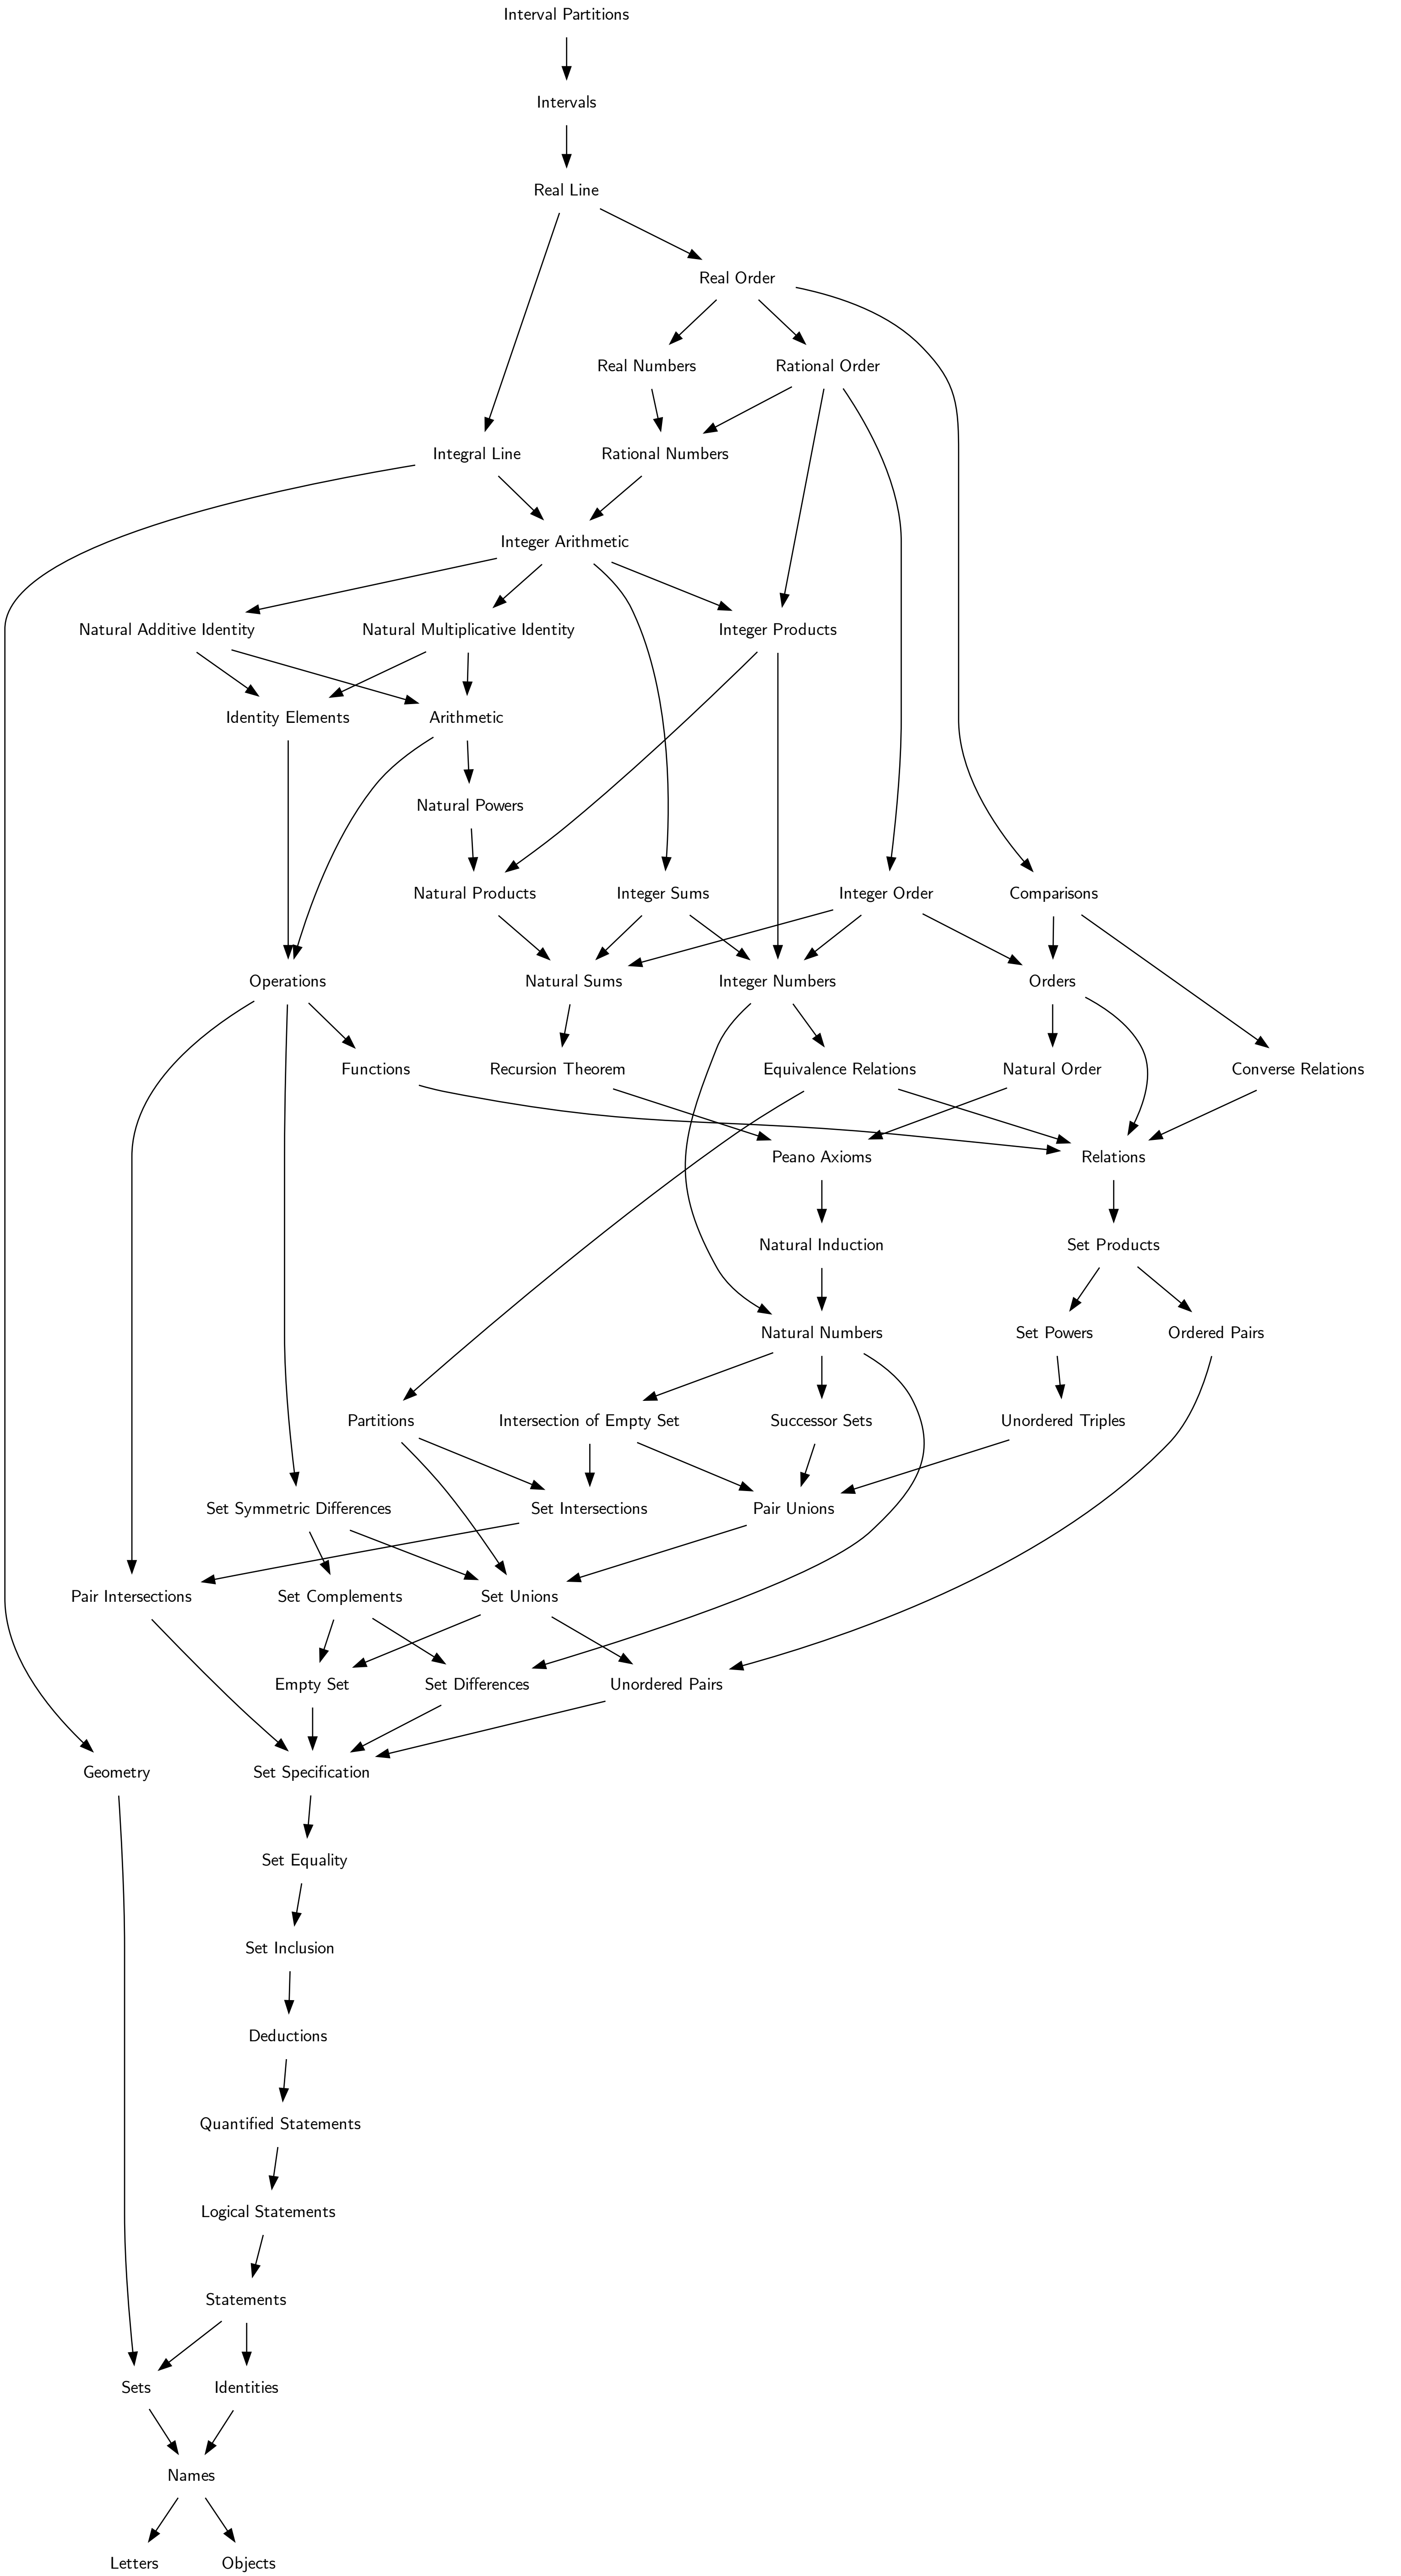 Interval Partitions
Intervals
Real Line
Real Order
Real Numbers
Rational Order
Integral Line
Rational Numbers
Integer Arithmetic
Natural Additive Identity
Natural Multiplicative Identity
Integer Products
Identity Elements
Arithmetic
Natural Powers
Natural Products
Integer Sums
Integer Order
Comparisons
Operations
Natural Sums
Integer Numbers
Orders
Functions
Recursion Theorem
Equivalence Relations
Natural Order
Converse Relations
Peano Axioms
Relations
Natural Induction
Set Products
Natural Numbers
Set Powers
Ordered Pairs
Partitions
Intersection of Empty Set
Successor Sets
Unordered Triples
Set Symmetric Differences
Set Intersections
Pair Unions
Pair Intersections
Set Complements
Set Unions
Empty Set
Set Differences
Unordered Pairs
Geometry
Set Specification
Set Equality
Set Inclusion
Deductions
Quantified Statements
Logical Statements
Statements
Sets
Identities
Names
Letters
Objects